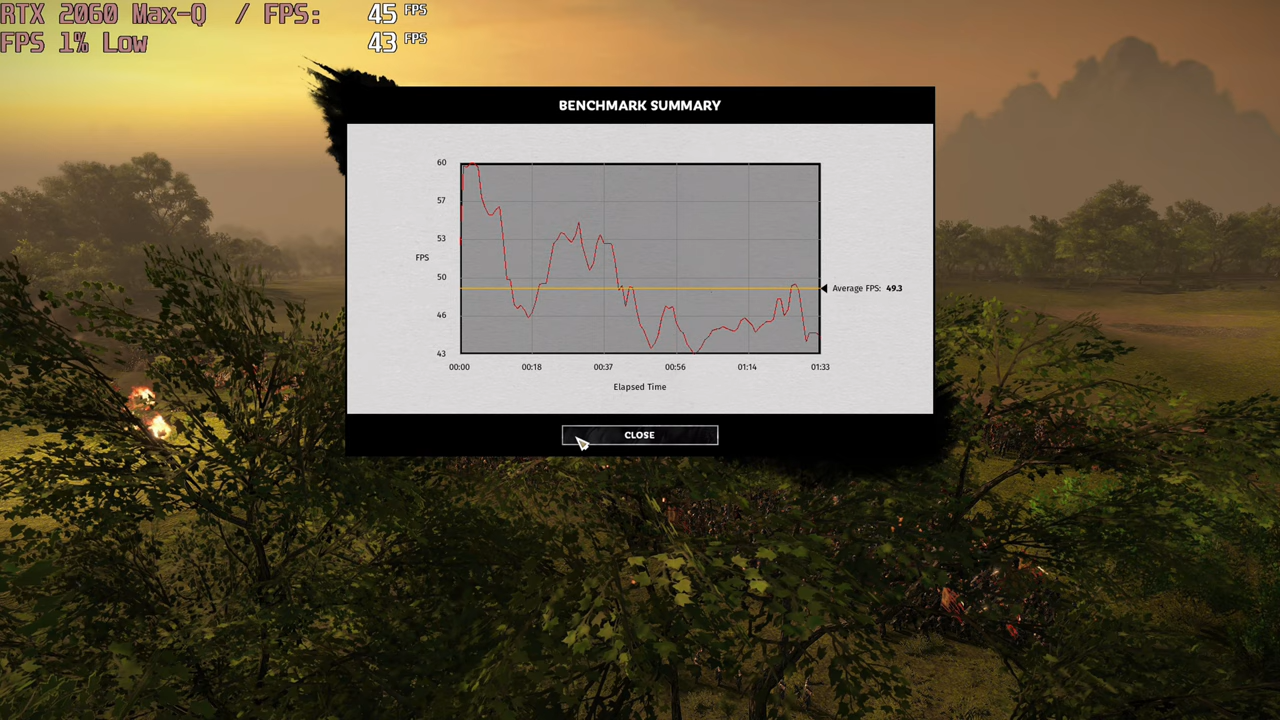 RTX 2060 Max-Q / FPS: 45 FPS
FPS 1% Low 43 FPS
BENCHMARK SUMMARY
60
57
53
FPS
50
Average FPS: 49.3
46
43
00:00 00:18 00:37 00:56 01:14 01:33
Elapsed Time
CLOSE